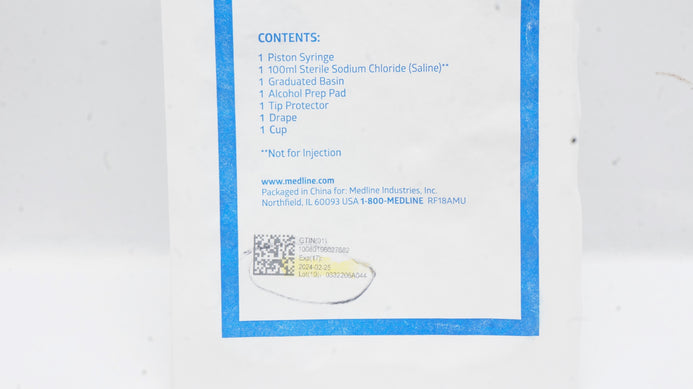 CONTENTS:
1 Piston Syringe
1 100ml Sterile Sodium Chloride (Saline)**
1 Graduated Basin
1 Alcohol Prep Pad
1 Tip Protector
1 Drape
1 Cup
**Not for Injection
www.medline.com
Packaged in China for: Medline Industries, Inc.
Northfield, IL 60093 USA 1-800-MEDLINE RF18AMU
GTIN(01)
Exp(17):
2024-02-25
Lot(10):